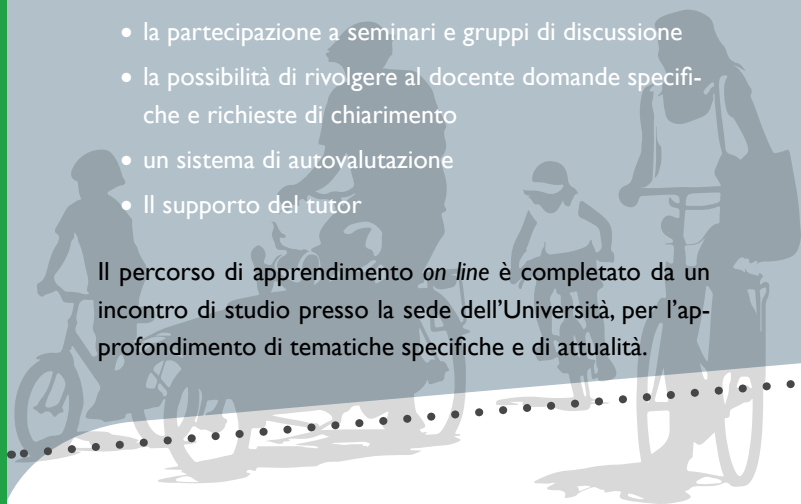 • la partecipazione a seminari e gruppi di discussione
• la possibilità di rivolgere al docente domande specifi-
che e richieste di chiarimento
• un sistema di autovalutazione
• Il supporto del tutor
Il percorso di apprendimento on line è completato da un
incontro di studio presso la sede dell’Università, per l’ap-
profondimento di tematiche specifiche e di attualità.